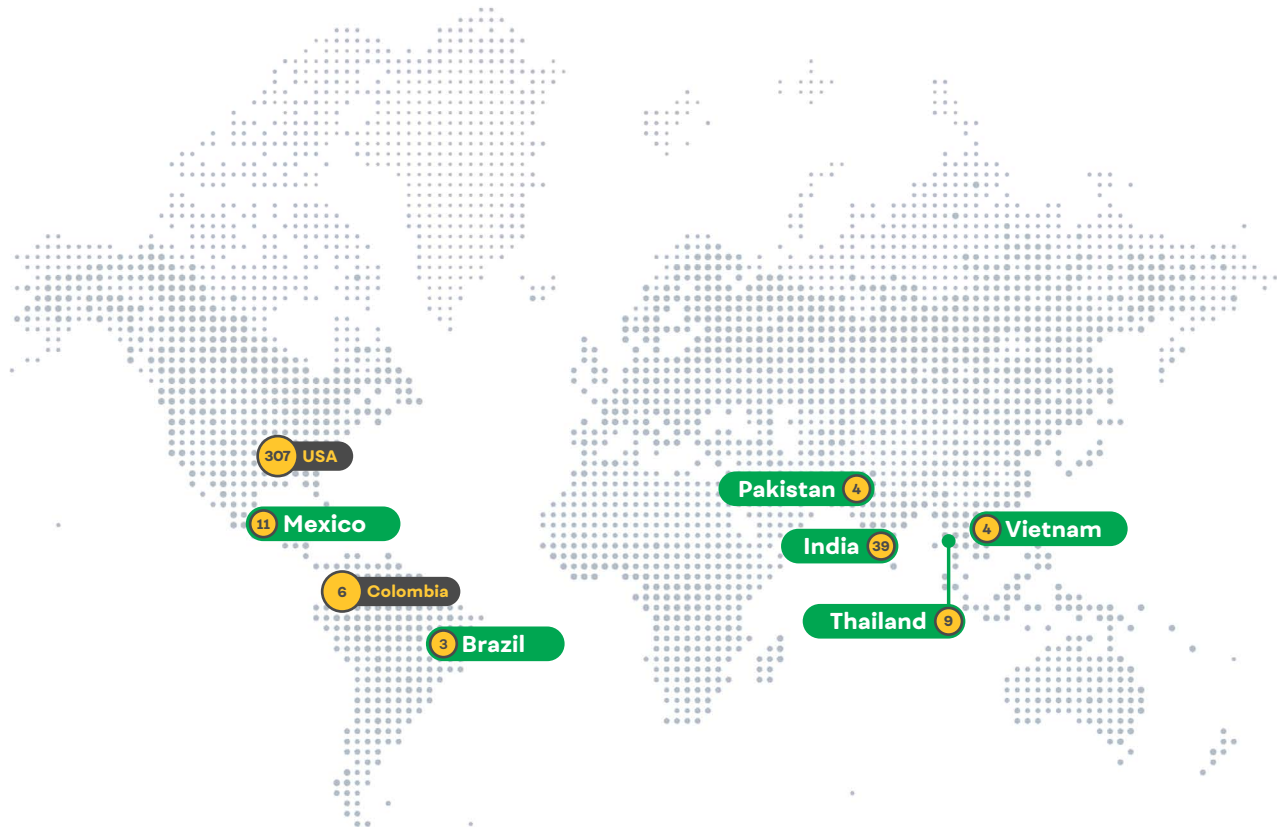 307 USA
Pakistan 4
11 Mexico
4 Vietnam
India 39
6 Colombia
Thailand 9
3 Brazil